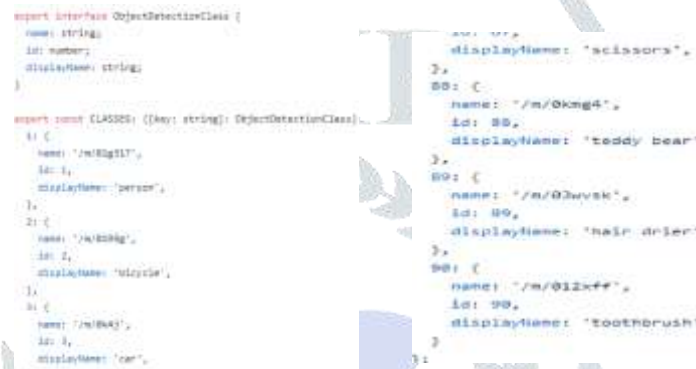 export interface ObjectDetectionClass {
name: string;
id: number;
displayName: string;
}
export const CLASSES: {[key: string]: ObjectDetectionClass}
1: {
name: '/m/01g317',
id: 1,
displayName: 'person',
},
2: {
name:
id: 2,
displayName: 'bicycle',
},
3: {
name: '/m/0k4j',
id: 3,
displayName: 'car',
id: 87,
displayName: 'scissors',
},
88: {
name: '/m/0kmg4',
id: 88,
displayName: 'teddy bear'
},
89: {
name: '/m/03wvsk',
id: 89,
displayName: 'hair drier'
},
90: {
name: '/m/012xff',
id: 90,
displayName: 'toothbrush'
}
};